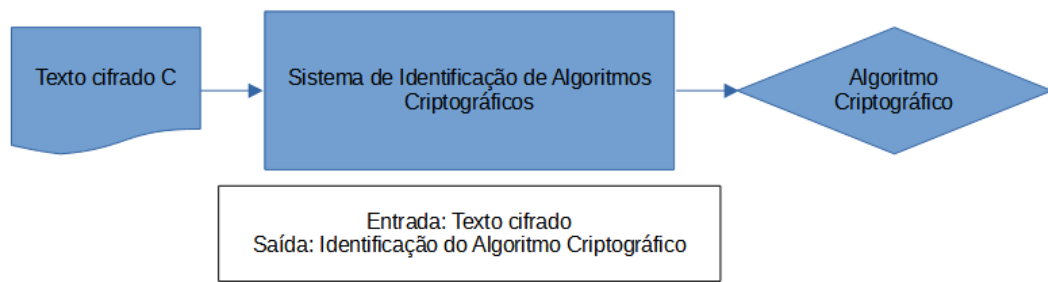 Texto cifrado C
Sistema de Identificação de Algoritmos
Criptográficos
Algoritmo
Criptográfico
Entrada: Texto cifrado
Saída: Identificação do Algoritmo Criptográfico